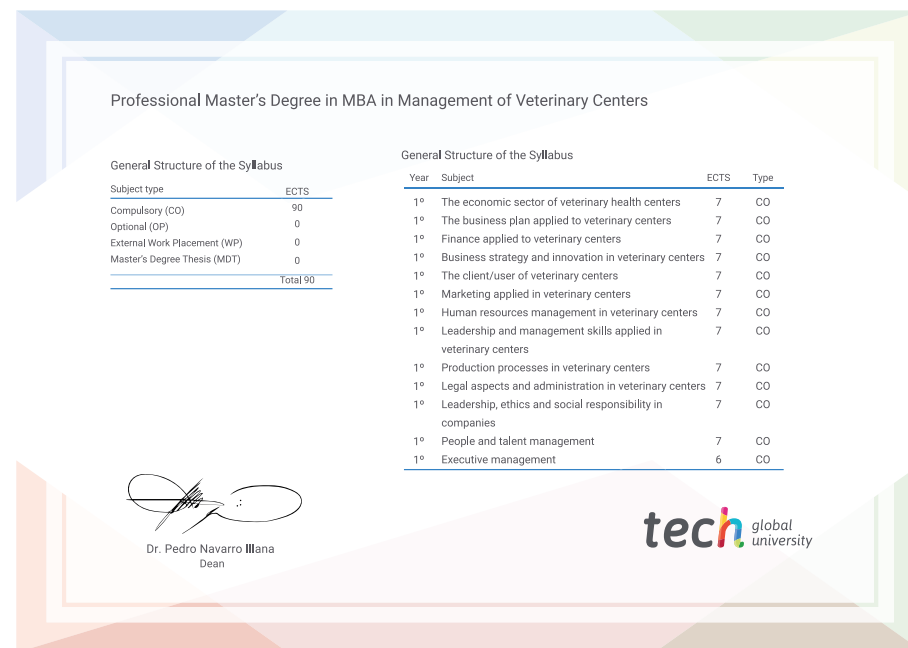 Professional Master's Degree in MBA in Management of Veterinary Centers
General Structure of the Syllabus
Subject type ECTS
Compulsory (CO) 90
Optional (OP) 0
External Work Placement (WP) 0
Master's Degree Thesis (MDT) 0
Total 90
General Structure of the Syllabus
Year Subject ECTS Type
1º The economic sector of veterinary health centers 7 CO
1º The business plan applied to veterinary centers 7 CO
1º Finance applied to veterinary centers 7 CO
1º Business strategy and innovation in veterinary centers 7 CO
1º The client/user of veterinary centers 7 CO
1º Marketing applied in veterinary centers 7 CO
1º Human resources management in veterinary centers 7 CO
1º Leadership and management skills applied in 7 CO
veterinary centers
1º Production processes in veterinary centers 7 CO
1º Legal aspects and administration in veterinary centers 7 CO
1º Leadership, ethics and social responsibility in 7 CO
companies
1º People and talent management 7 CO
1º Executive management 6 CO
Dr. Pedro Navarro Illana
Dean
tech global
university